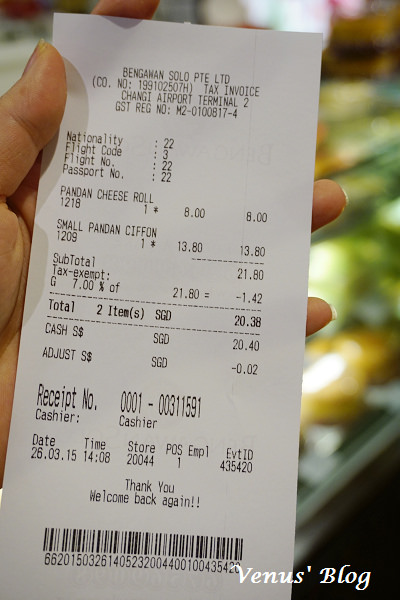 BENGAWAN SOLO PTE LTD
(CO. NO: 199102507H) TAX INVOICE
CHANGI AIRPORT TERMINAL 2
GST REG NO: M2-0100817-4
Nationality : 22
Flight Code : 3
Flight No. : 22
Passport No. : 22
PANDAN CHEESE ROLL
1218 1 * 8.00 8.00
SMALL PANDAN CIFFON
1209 1 * 13.80 13.80
SubTotal 21.80
Tax-exempt:
G 7.00 % of 21.80 = -1.42
Total 2 Item(s) SGD 20.38
CASH S$ SGD 20.40
ADJUST S$ SGD -0.02
Receipt No. 0001 - 00311591
Cashier: Cashier
Date Time Store POS Empl EvtID
26.03.15 14:08 20044 1 435420
Thank You
Welcome back again!!
66201503261405232004400100435420
Venus' Blog